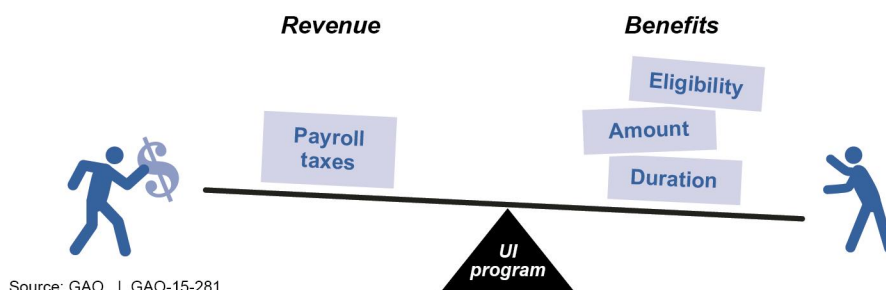 Revenue
Benefits
Payroll
taxes
Eligibility
Amount
Duration
UI
program
Source: GAO. | GAO-15-281